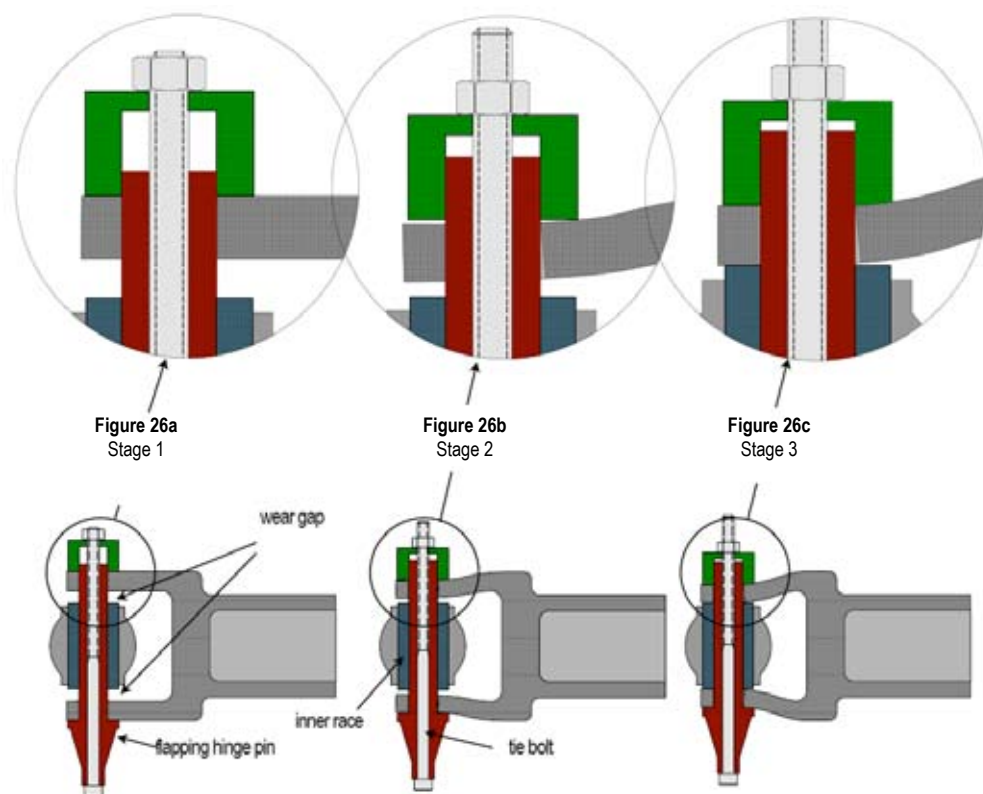 Figure 26a
Stage 1
Figure 26b
Stage 2
Figure 26c
Stage 3
wear gap
inner race
flapping hinge pin
tie bolt